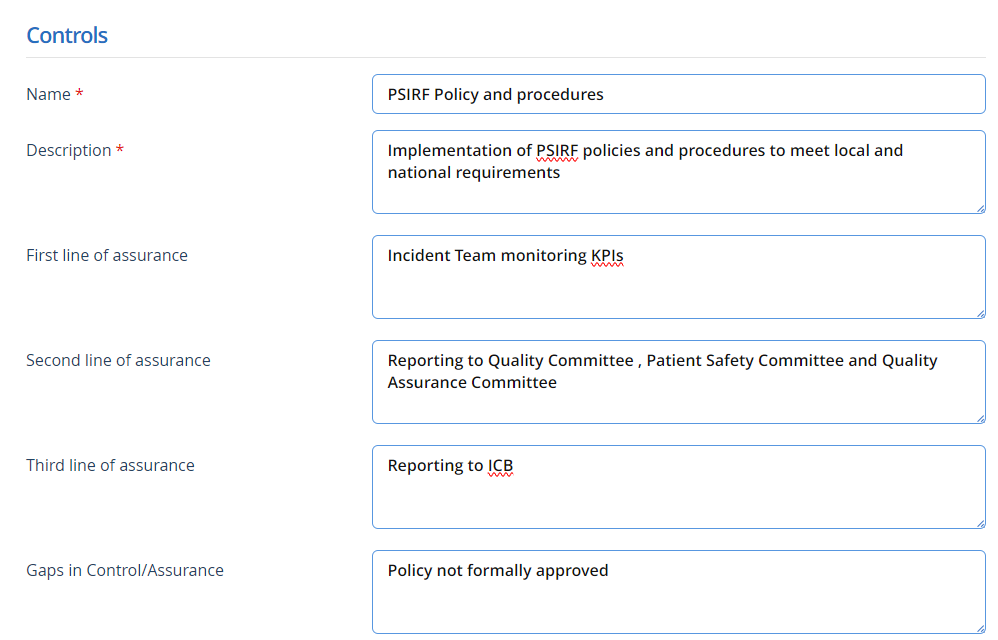 Controls
Name *
PSIRF Policy and procedures
Description *
Implementation of PSIRF policies and procedures to meet local and
national requirements
First line of assurance
Incident Team monitoring KPIs
Second line of assurance
Reporting to Quality Committee , Patient Safety Committee and Quality
Assurance Committee
Third line of assurance
Reporting to ICB
Gaps in Control/Assurance
Policy not formally approved